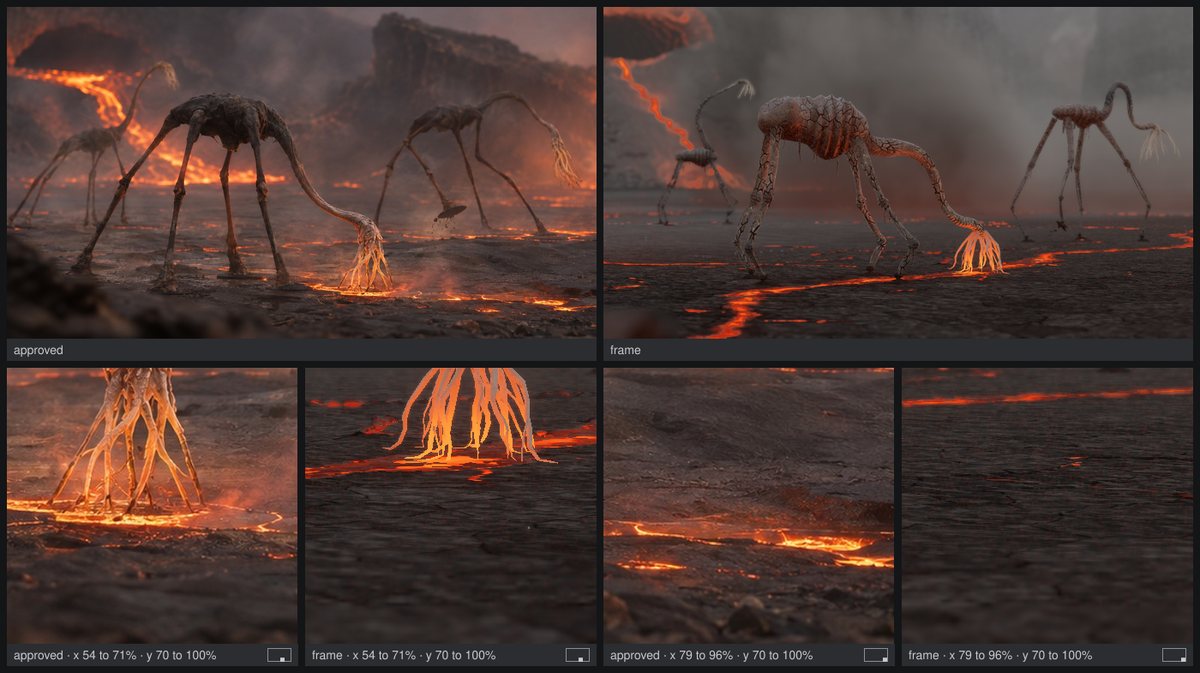 approved
frame
approved · x 54 to 71% · y 70 to 100%
frame · x 54 to 71% · y 70 to 100%
approved · x 79 to 96% · y 70 to 100%
frame · x 79 to 96% · y 70 to 100%